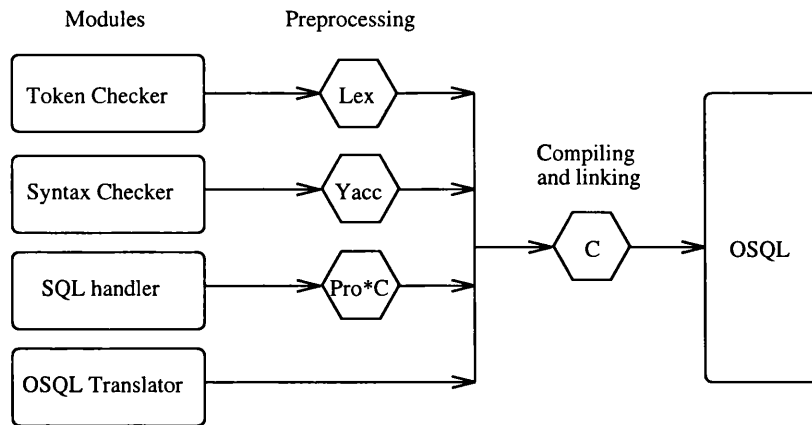 Modules
Preprocessing
Token Checker
Lex
Syntax Checker
Yacc
Compiling
and linking
C
OSQL
SQL handler
Pro*C
OSQL Translator